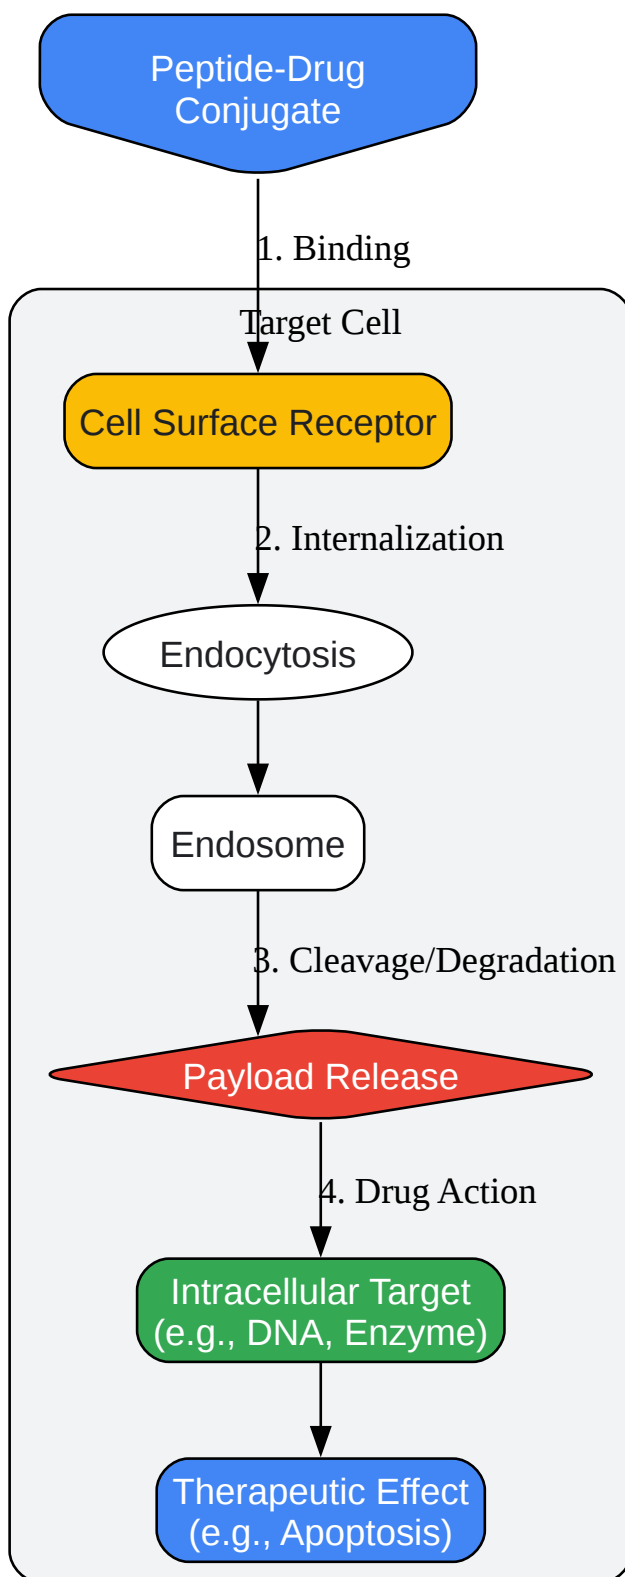 Peptide-Drug
Conjugate
1. Binding
Target Cell
Cell Surface Receptor
2. Internalization
Endocytosis
Endosome
3. Cleavage/Degradation
Payload Release
4. Drug Action
Intracellular Target
(e.g., DNA, Enzyme)
Therapeutic Effect
(e.g., Apoptosis)